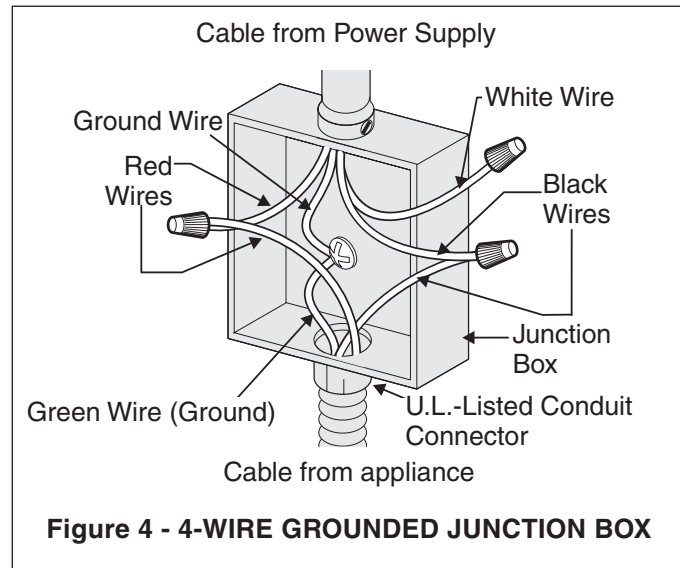 Cable from Power Supply
White Wire
Ground Wire
Red
Wires
Black
Wires
Junction
Box
Green Wire (Ground)
U.L.-Listed Conduit
Connector
Cable from appliance
Figure 4 - 4-WIRE GROUNDED JUNCTION BOX